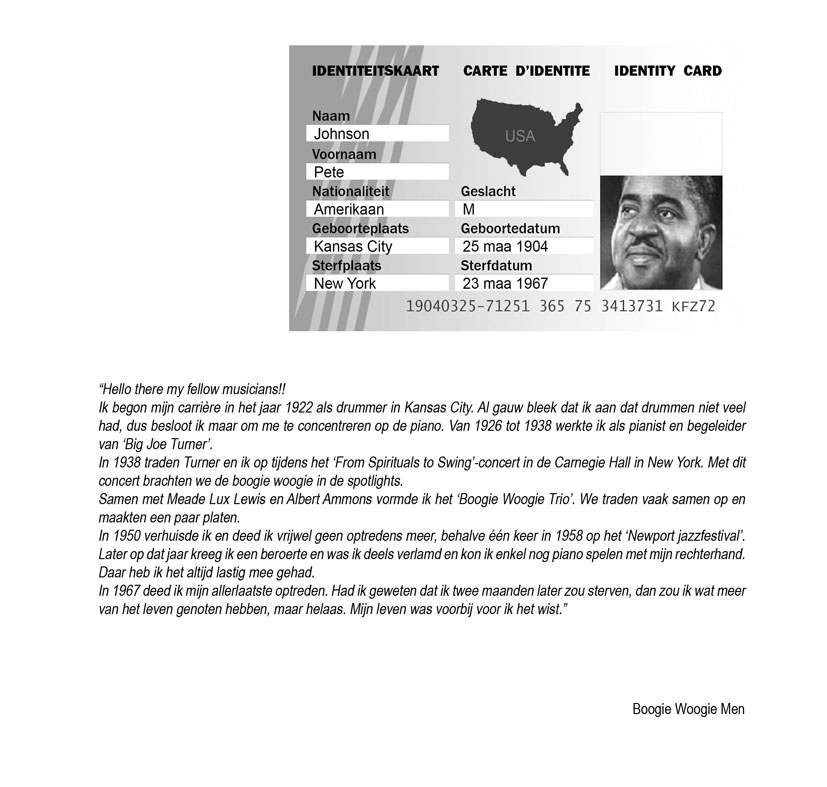 IDENTITEITSKAART CARTE D'IDENTITE IDENTITY CARD
Naam
Johnson
USA
Voornaam
Pete
Nationaliteit Geslacht
Amerikaan M
Geboorteplaats Geboortedatum
Kansas City 25 maa 1904
Sterfplaats Sterfdatum
New York 23 maa 1967
19040325-71251 365 75 3413731 KFZ72
“Hello there my fellow musicians!!
Ik begon mijn carrière in het jaar 1922 als drummer in Kansas City. Al gauw bleek dat ik aan dat drummen niet veel
had, dus besloot ik maar om me te concentreren op de piano. Van 1926 tot 1938 werkte ik als pianist en begeleider
van ‘Big Joe Turner’.
In 1938 traden Turner en ik op tijdens het ‘From Spirituals to Swing’-concert in de Carnegie Hall in New York. Met dit
concert brachten we de boogie woogie in de spotlights.
Samen met Meade Lux Lewis en Albert Ammons vormde ik het ‘Boogie Woogie Trio’. We traden vaak samen op en
maakten een paar platen.
In 1950 verhuisde ik en deed ik vrijwel geen optredens meer, behalve één keer in 1958 op het ‘Newport jazzfestival’.
Later op dat jaar kreeg ik een beroerte en was ik deels verlamd en kon ik enkel nog piano spelen met mijn rechterhand.
Daar heb ik het altijd lastig mee gehad.
In 1967 deed ik mijn allerlaatste optreden. Had ik geweten dat ik twee maanden later zou sterven, dan zou ik wat meer
van het leven genoten hebben, maar helaas. Mijn leven was voorbij voor ik het wist.”
Boogie Woogie Men